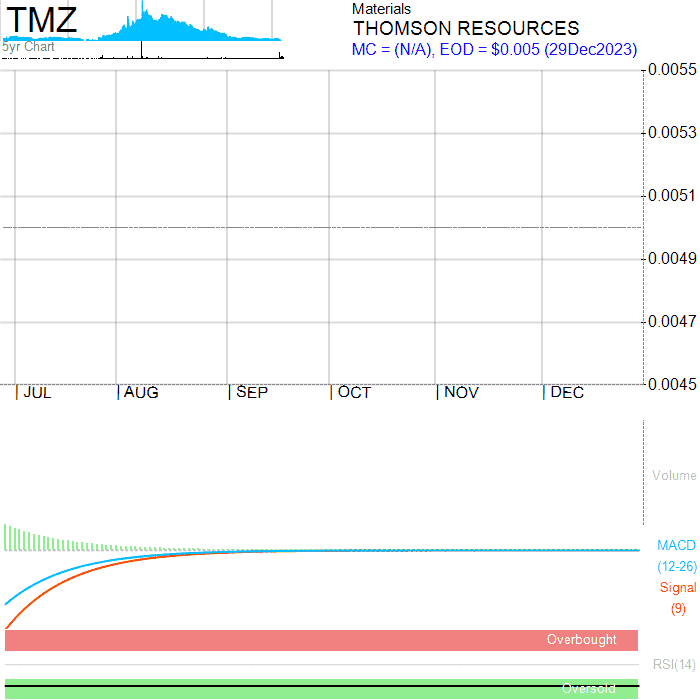 TMZ
5yr Chart
Materials
THOMSON RESOURCES
MC = (N/A), EOD = $0.005 (29Dec2023)
0.0055
0.0053
0.0051
0.0049
0.0047
0.0045
JUL AUG SEP OCT NOV DEC
Volume
MACD
(12-26)
Signal
(9)
Overbought
RSI(14)
Oversold